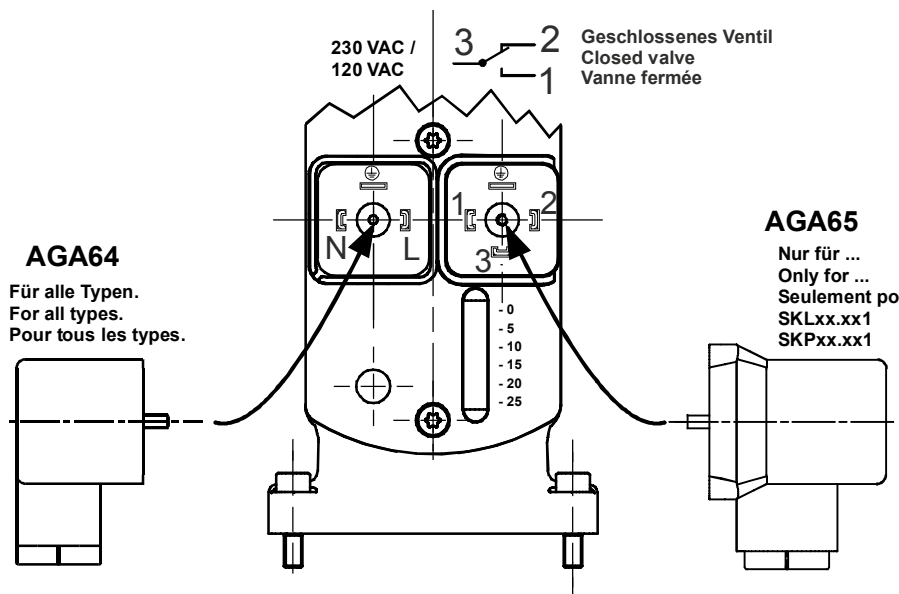 230 VAC /
120 VAC
3
2
1
Geschlossenes Ventil
Closed valve
Vanne fermée
N
L
1
2
3
AGA64
Für alle Typen.
For all types.
Pour tous les types.
AGA65
Nur für ...
Only for ...
Seulement po
SKLxx.xx1
SKPxx.xx1
- 0
- 5
- 10
- 15
- 20
- 25